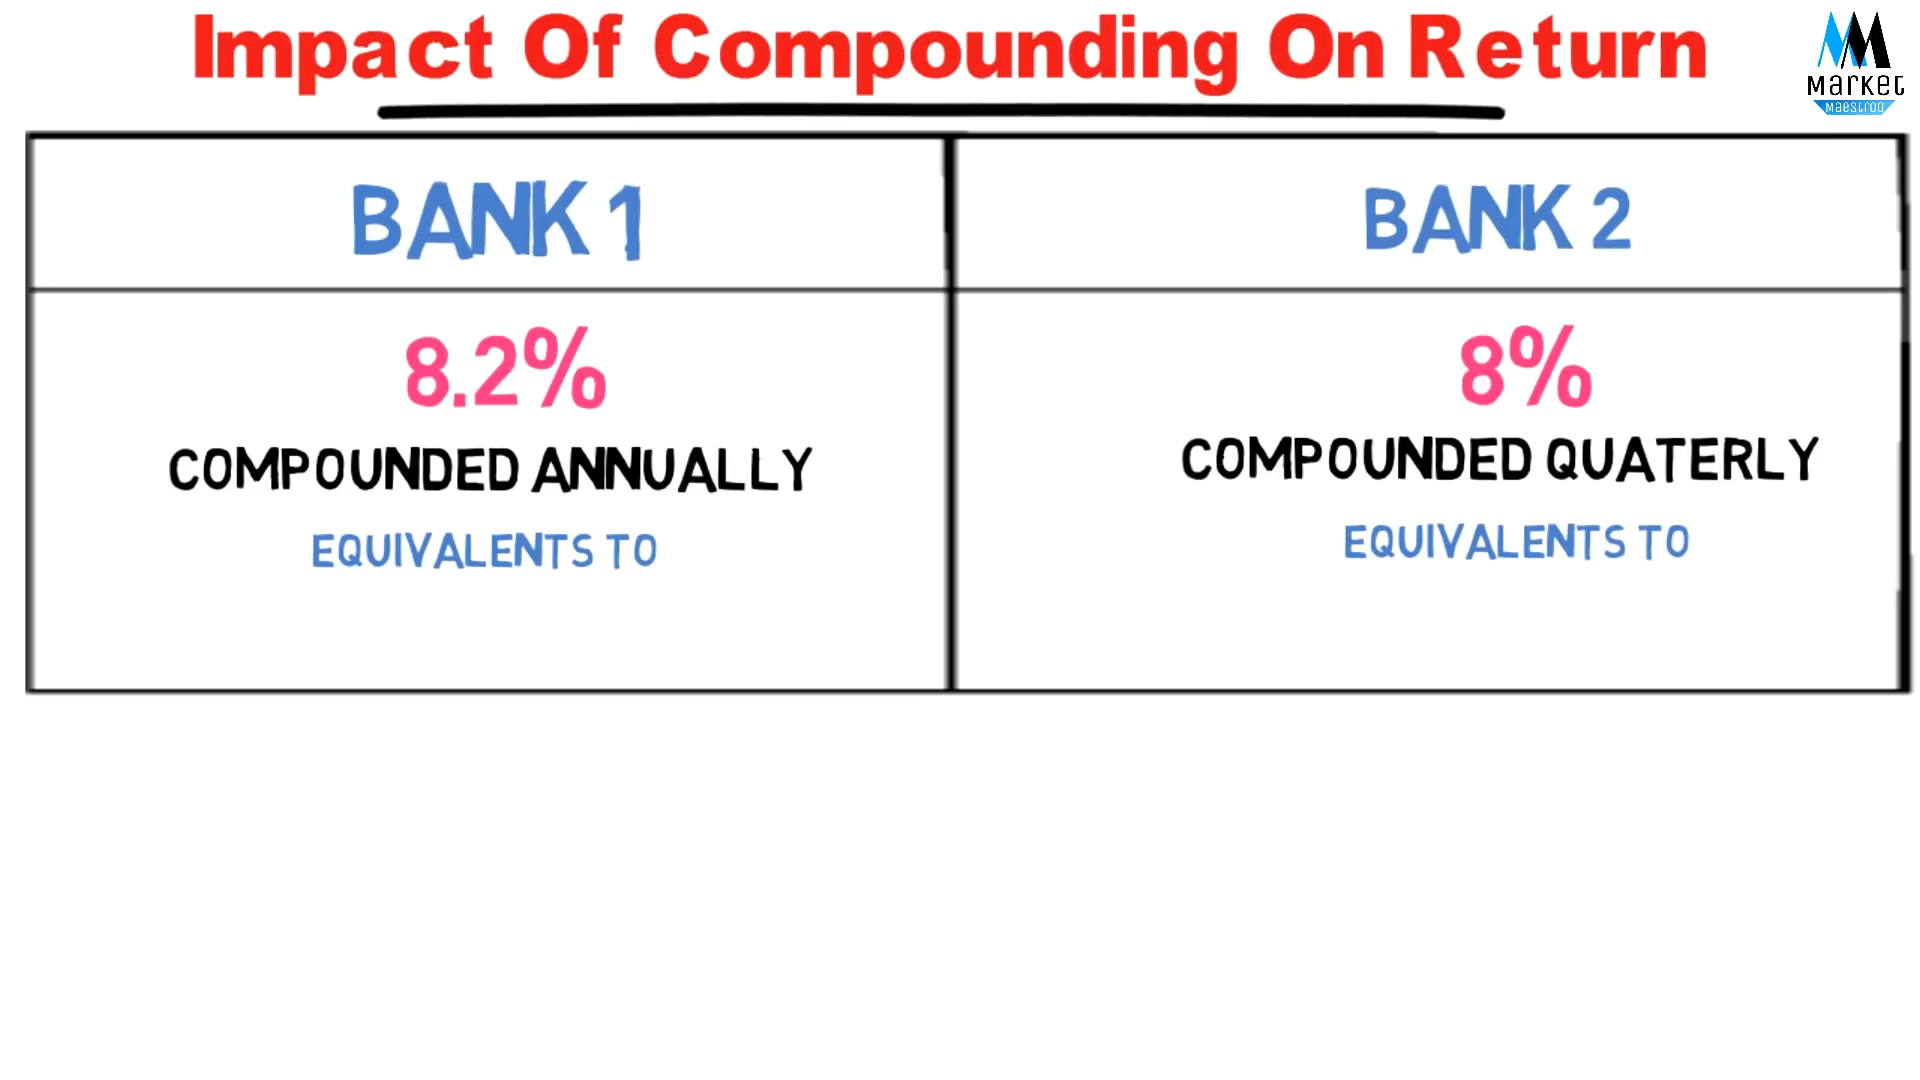 Impact Of Compounding On Return
Market
Maestroo
BANK 1
BANK 2
8.2%
8%
COMPOUNDED ANNUALLY
COMPOUNDED QUATERLY
EQUIVALENTS TO
EQUIVALENTS TO